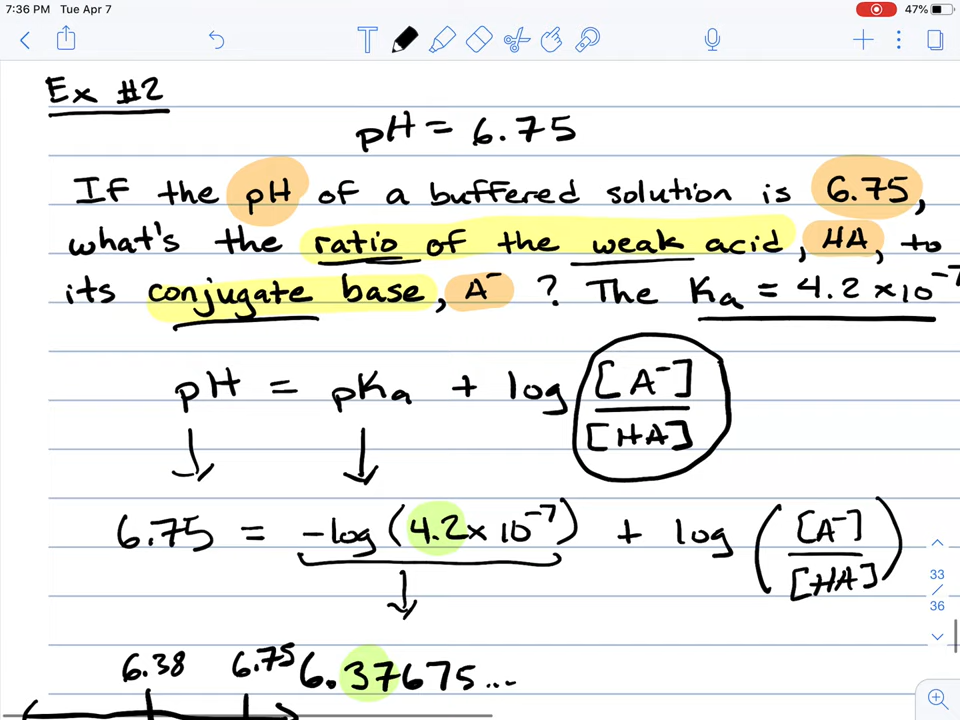 7:36 PM Tue Apr 7
47%
Ex #2
pH = 6.75
If the pH of a buffered solution is 6.75,
what's the ratio of the weak acid, HA, to
its conjugate base, A⁻ ? The Ka = 4.2 x10⁻⁷
pH = pKa + log [A⁻]/[HA]
6.75 = -log (4.2 x 10⁻⁷) + log ([A⁻]/[HA])
33
/
36
6.38 6.75 6.37675...